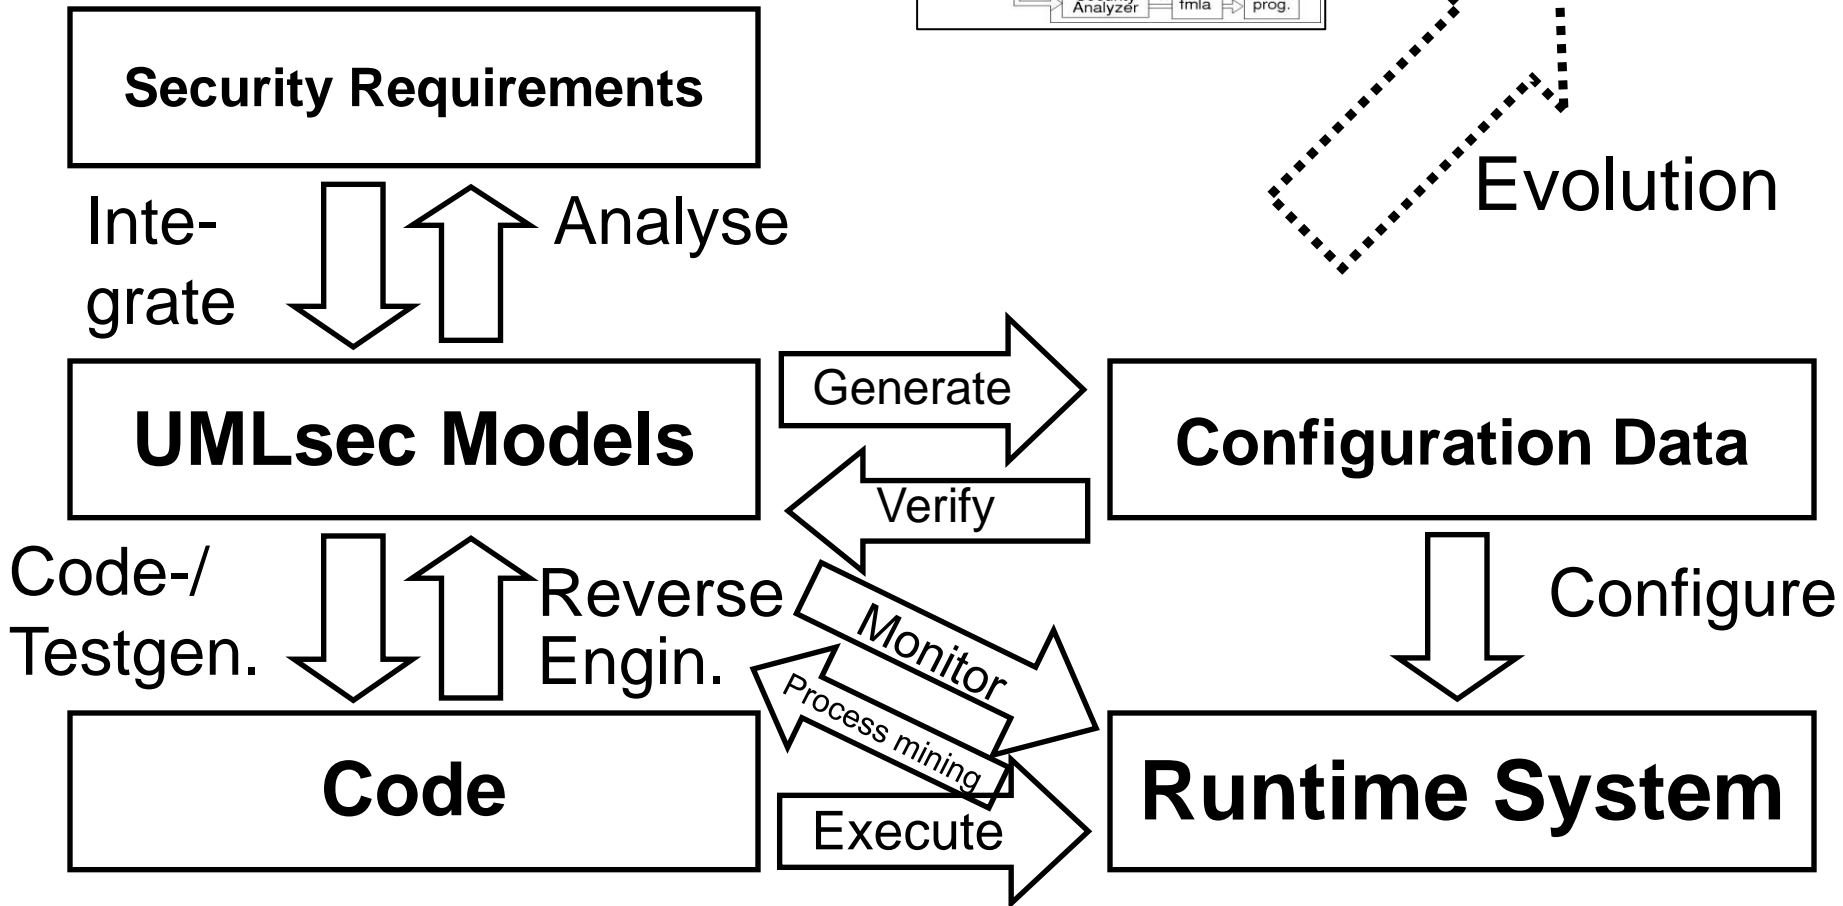 Analyzer
fmla
prog.
Security Requirements
Evolution
Inte-
grate
Analyse
Generate
UMLsec Models
Configuration Data
Verify
Code-/
Testgen.
Reverse
Engin.
Monitor
Configure
Process mining
Code
Runtime System
Execute